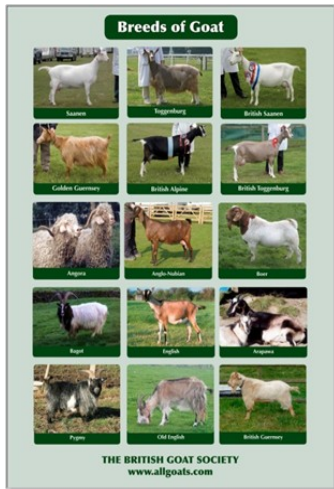 Breeds of Goat
Saanen
Toggenburg
British Saanen
Golden Guernsey
British Alpine
British Toggenburg
Angora
Anglo-Nubian
Boer
Bagot
English
Arapawa
Pygmy
Old English
British Guernsey
THE BRITISH GOAT SOCIETY
www.allgoats.com